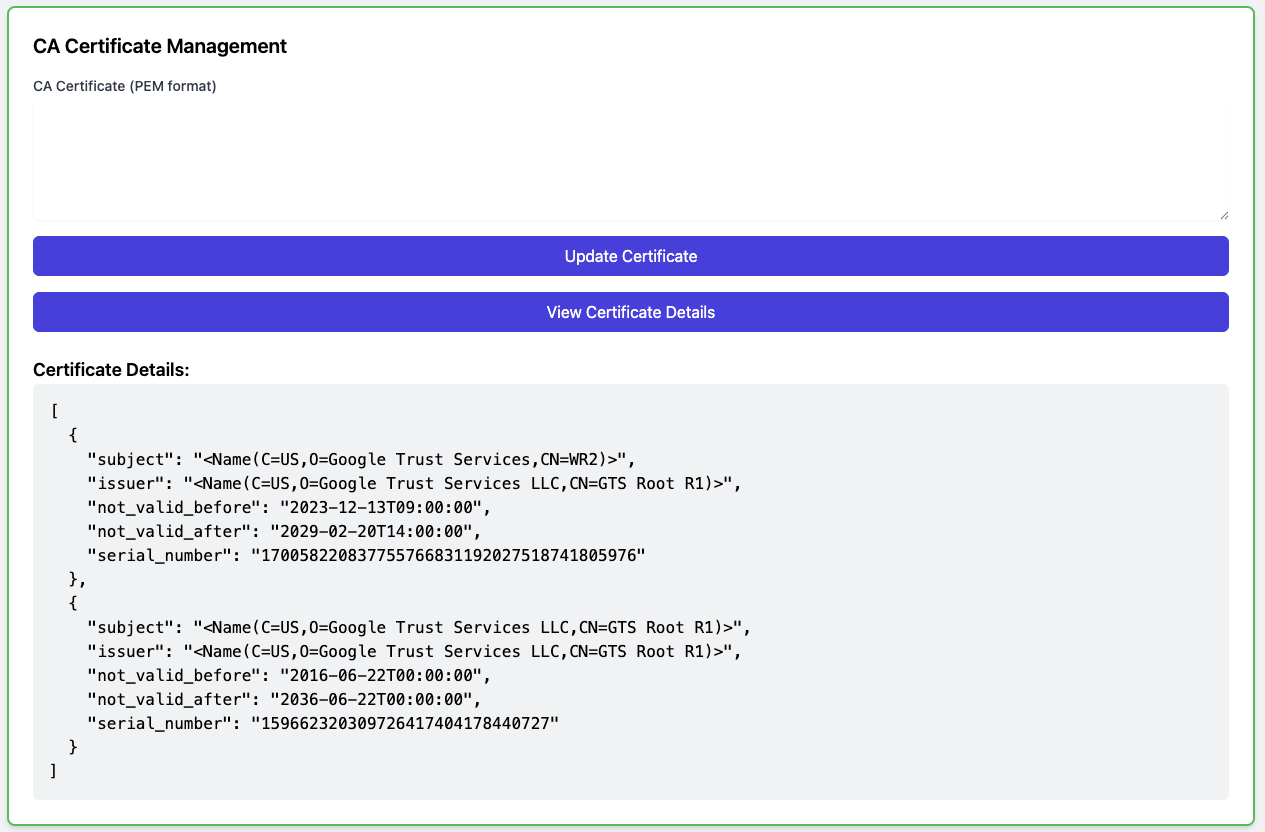 CA Certificate Management
CA Certificate (PEM format)
Update Certificate
View Certificate Details
Certificate Details:
[
  {
    "subject": "<Name(C=US,O=Google Trust Services,CN=WR2)>",
    "issuer": "<Name(C=US,O=Google Trust Services LLC,CN=GTS Root R1)>",
    "not_valid_before": "2023-12-13T09:00:00",
    "not_valid_after": "2029-02-20T14:00:00",
    "serial_number": "170058220837755766831192027518741805976"
  },
  {
    "subject": "<Name(C=US,O=Google Trust Services LLC,CN=GTS Root R1)>",
    "issuer": "<Name(C=US,O=Google Trust Services LLC,CN=GTS Root R1)>",
    "not_valid_before": "2016-06-22T00:00:00",
    "not_valid_after": "2036-06-22T00:00:00",
    "serial_number": "159662320309726417404178440727"
  }
]